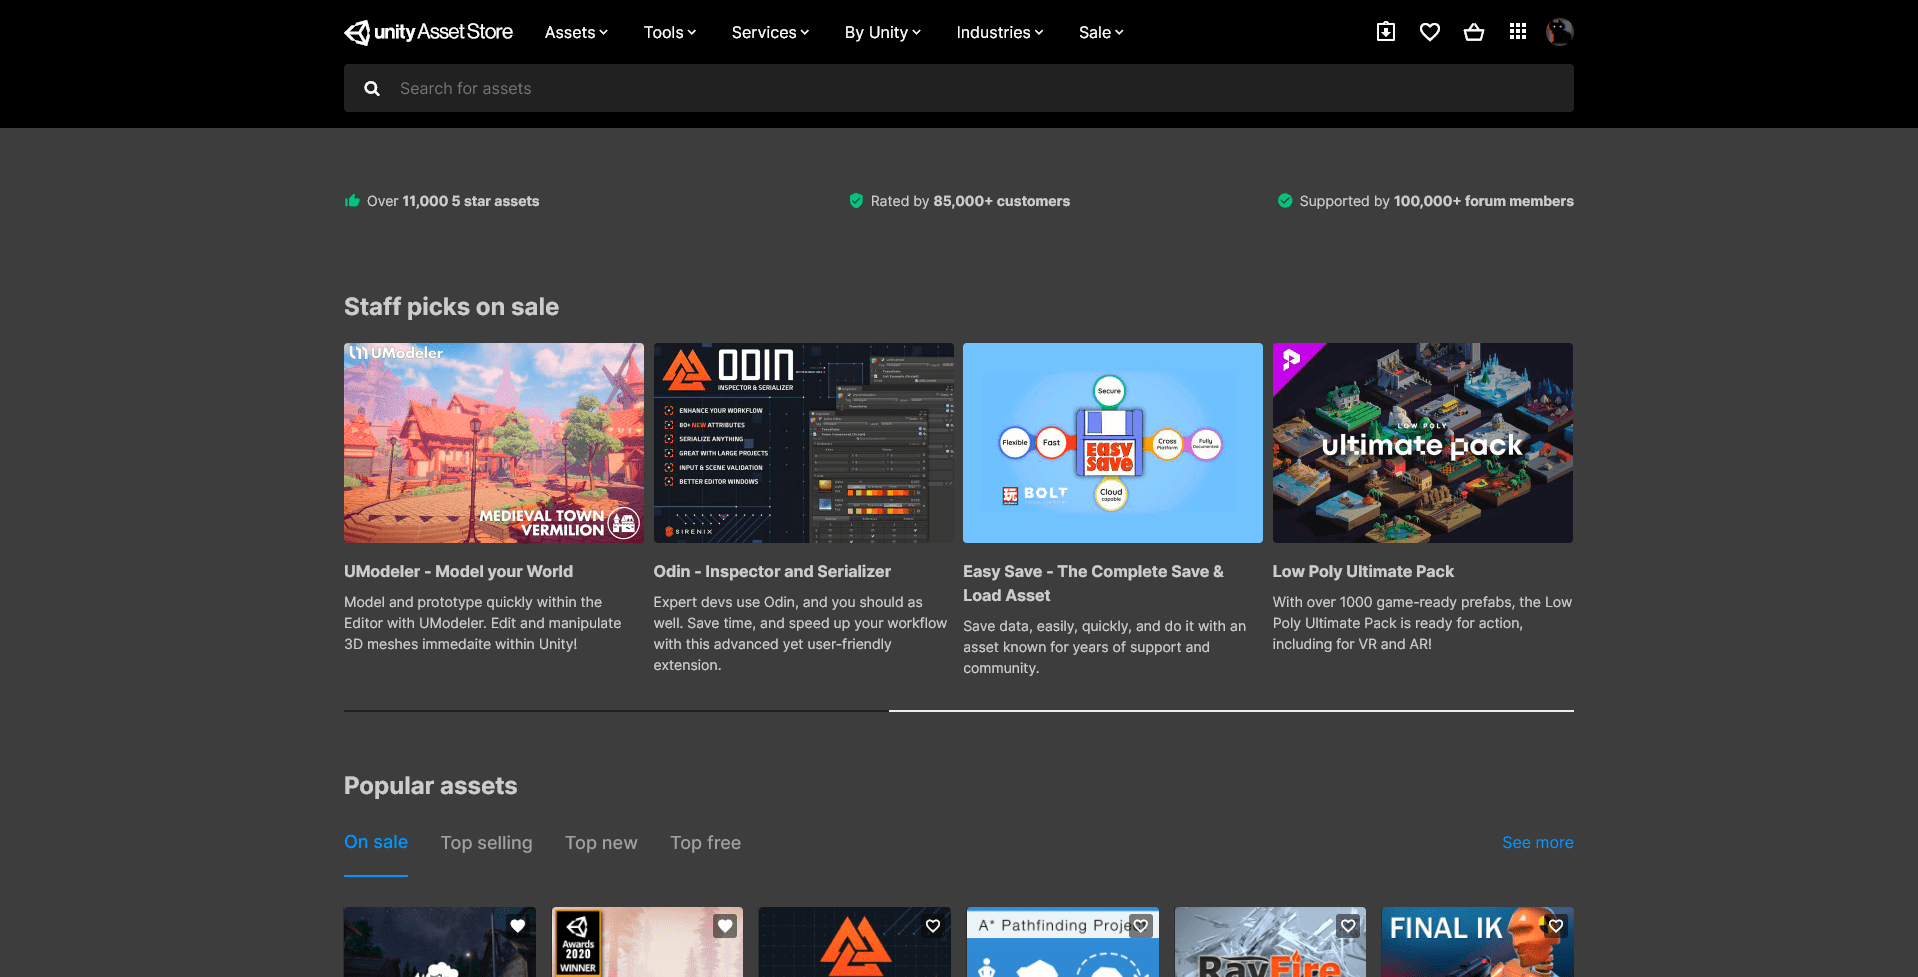 unity Asset Store
Assets
Tools
Services
By Unity
Industries
Sale
Search for assets
Over 11,000 5 star assets
Rated by 85,000+ customers
Supported by 100,000+ forum members
Staff picks on sale
UModeler
MEDIEVAL TOWN
VERMILION
ODIN
INSPECTOR & SERIALIZER
ENHANCE YOUR WORKFLOW
80+ NEW ATTRIBUTES
SERIALIZE ANYTHING
GREAT WITH LARGE PROJECTS
INPUT & SCENE VALIDATION
BETTER EDITOR WINDOWS
SIRENIX
Secure
Flexible
Fast
Easy
Save
Cross
Platform
Fully
Documented
Cloud
capable
BOLT
LOW POLY
ultimate pack
UModeler - Model your World
Model and prototype quickly within the
Editor with UModeler. Edit and manipulate
3D meshes immedaite within Unity!
Odin - Inspector and Serializer
Expert devs use Odin, and you should as
well. Save time, and speed up your workflow
with this advanced yet user-friendly
extension.
Easy Save - The Complete Save &
Load Asset
Save data, easily, quickly, and do it with an
asset known for years of support and
community.
Low Poly Ultimate Pack
With over 1000 game-ready prefabs, the Low
Poly Ultimate Pack is ready for action,
including for VR and AR!
Popular assets
On sale
Top selling
Top new
Top free
See more
Awards
2020
WINNER
A* Pathfinding Projec
RayFire
FINAL IK